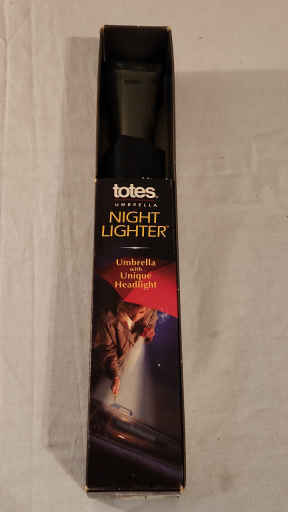 totes®
UMBRELLA
NIGHT
LIGHTER
Umbrella
with
Unique
Headlight